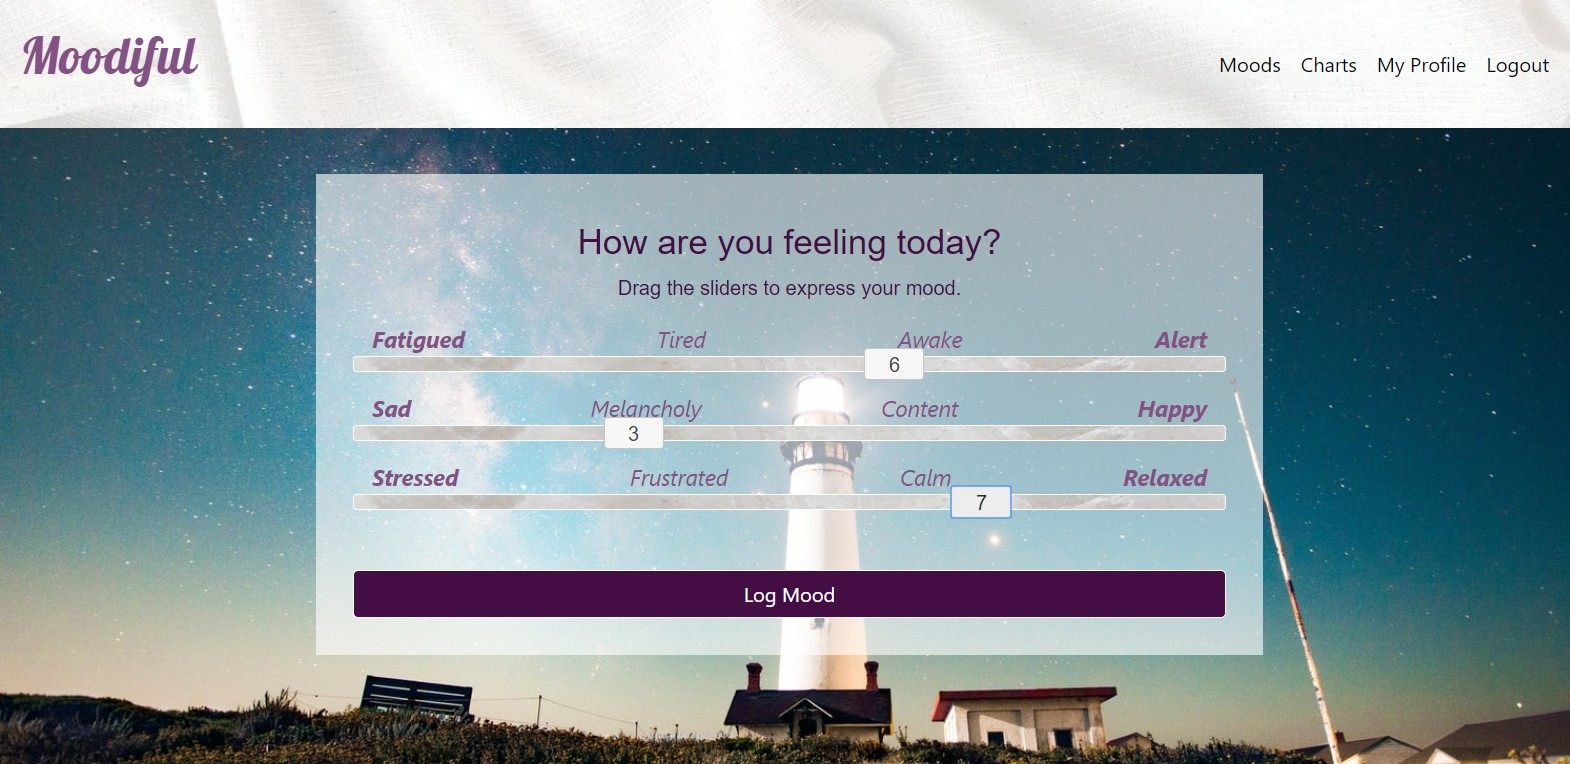 Moodiful
Moods Charts My Profile Logout
How are you feeling today?
Drag the sliders to express your mood.
Fatigued Tired Awake Alert
6
Sad Melancholy Content Happy
3
Stressed Frustrated Calm Relaxed
7
Log Mood